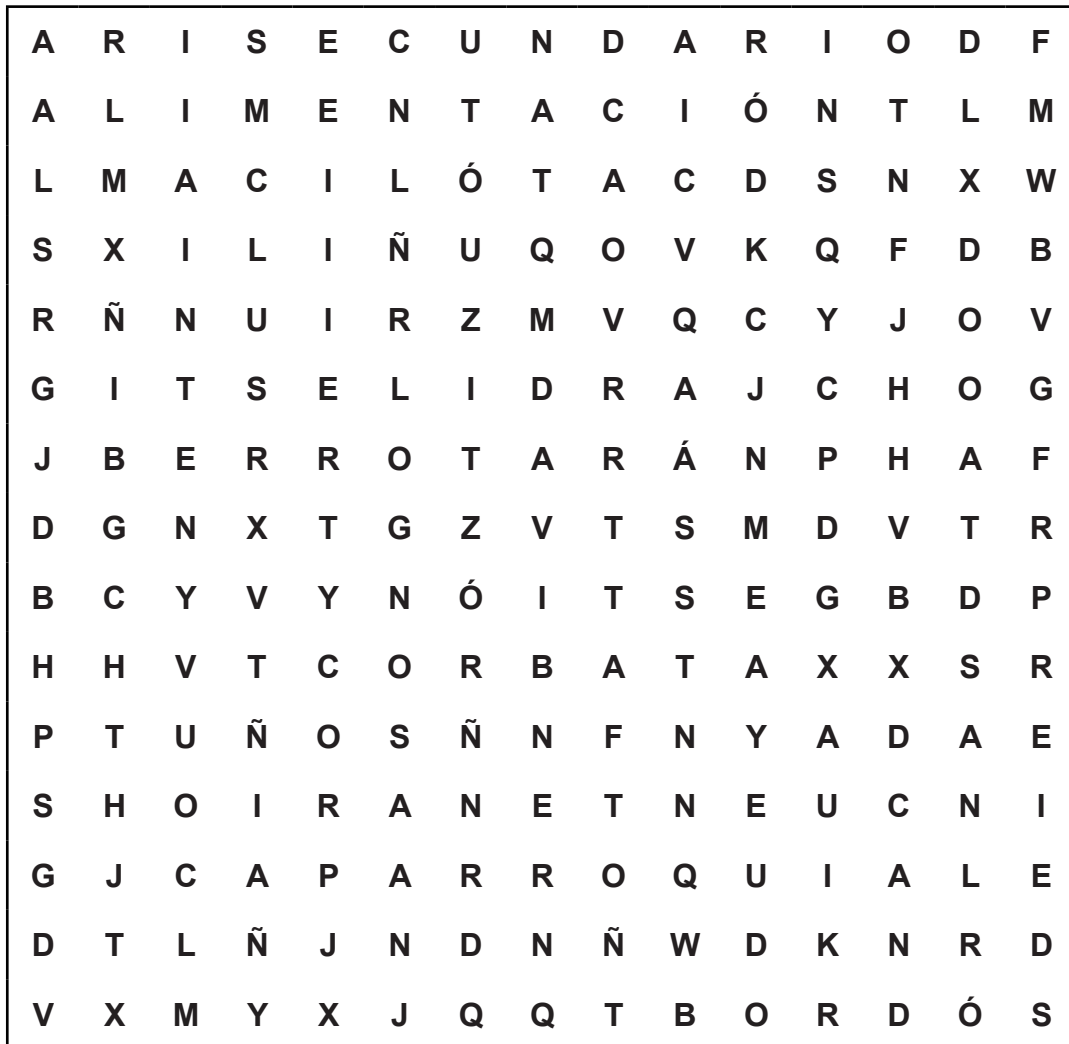 A R I S E C U N D A R I O D F
A L I M E N T A C I Ó N T L M
L M A C I L Ó T A C D S N X W
S X I L I Ñ U Q O V K Q F D B
R Ñ N U I R Z M V Q C Y J O V
G I T S E L I D R A J C H O G
J B E R R O T A R Á N P H A F
D G N X T G Z V T S M D V T R
B C Y V Y N Ó I T S E G B D P
H H V T C O R B A T A X X S R
P T U Ñ O S Ñ N F N Y A D A E
S H O I R A N E T N E U C N I
G J C A P A R R O Q U I A L E
D T L Ñ J N D N Ñ W D K N R D
V X M Y X J Q Q T B O R D Ó S